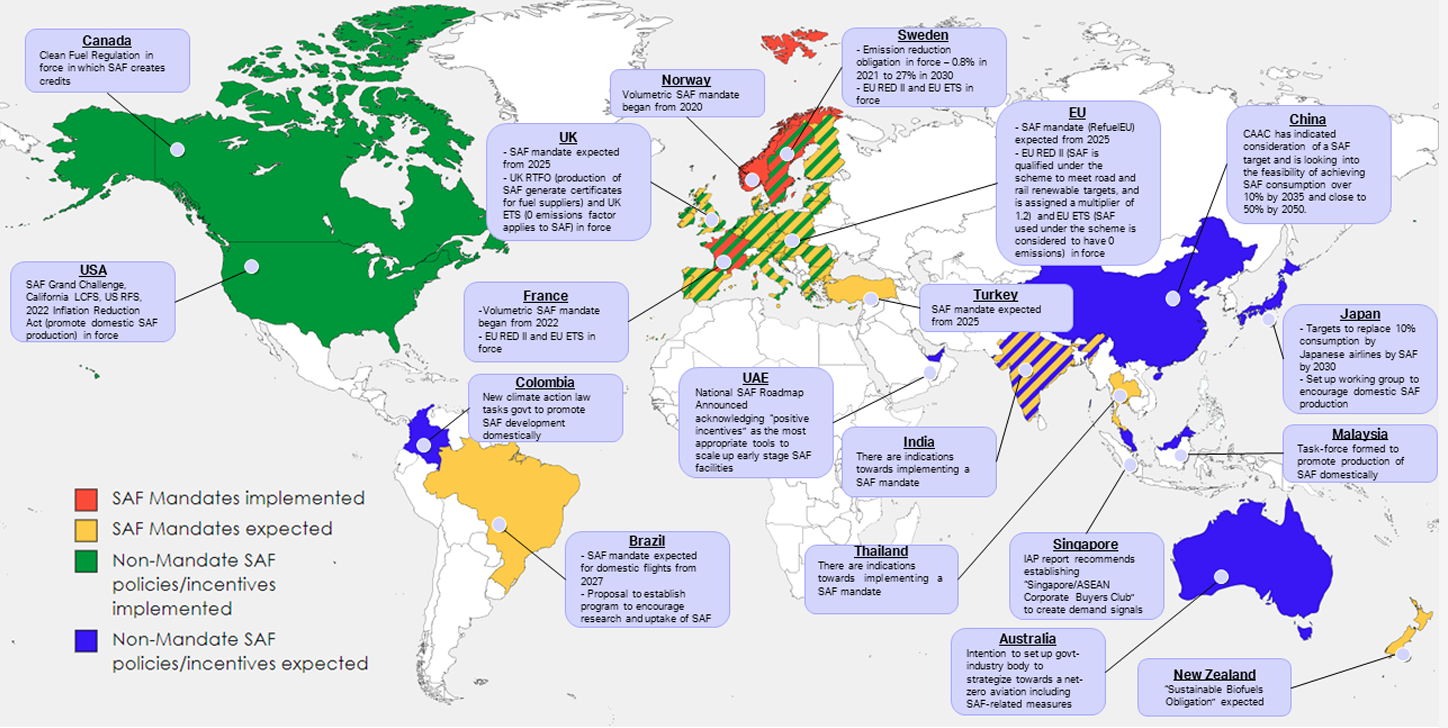 Canada
Clean Fuel Regulation in
force in which SAF creates
credits
Norway
Volumetric SAF mandate
began from 2020
Sweden
- Emission reduction
obligation in force – 0.8% in
2021 to 27% in 2030
- EU RED II and EU ETS in
force
UK
- SAF mandate expected
from 2025
- UK RTFO (production of
SAF generate certificates
for fuel suppliers) and UK
ETS (0 emissions factor
applies to SAF) in force
EU
- SAF mandate (RefuelEU)
expected from 2025
- EU RED II (SAF is
qualified under the
scheme to meet road and
rail renewable targets, and
is assigned a multiplier of
1.2) and EU ETS (SAF
used under the scheme is
considered to have 0
emissions) in force
China
CAAC has indicated
consideration of a SAF
target and is looking into
the feasibility of achieving
SAF consumption over
10% by 2035 and close to
50% by 2050.
USA
SAF Grand Challenge,
California LCFS, US RFS,
2022 Inflation Reduction
Act (promote domestic SAF
production) in force
France
-Volumetric SAF mandate
began from 2022
- EU RED II and EU ETS in
force
Turkey
SAF mandate expected
from 2025
Japan
- Targets to replace 10%
consumption by
Japanese airlines by SAF
by 2030
- Set up working group to
encourage domestic SAF
production
Colombia
New climate action law
tasks govt to promote
SAF development
domestically
UAE
National SAF Roadmap
Announced
acknowledging "positive
incentives" as the most
appropriate tools to
scale up early stage SAF
facilities
India
There are indications
towards implementing a
SAF mandate
Malaysia
Task-force formed to
promote production of
SAF domestically
SAF Mandates implemented
SAF Mandates expected
Non-Mandate SAF
policies/incentives
implemented
Non-Mandate SAF
policies/incentives expected
Brazil
- SAF mandate expected
for domestic flights from
2027
- Proposal to establish
program to encourage
research and uptake of SAF
Thailand
There are indications
towards implementing a
SAF mandate
Singapore
IAP report recommends
establishing
"Singapore/ASEAN
Corporate Buyers Club"
to create demand signals
Australia
Intention to set up govt-
industry body to
strategize towards a net-
zero aviation including
SAF-related measures
New Zealand
"Sustainable Biofuels
Obligation" expected